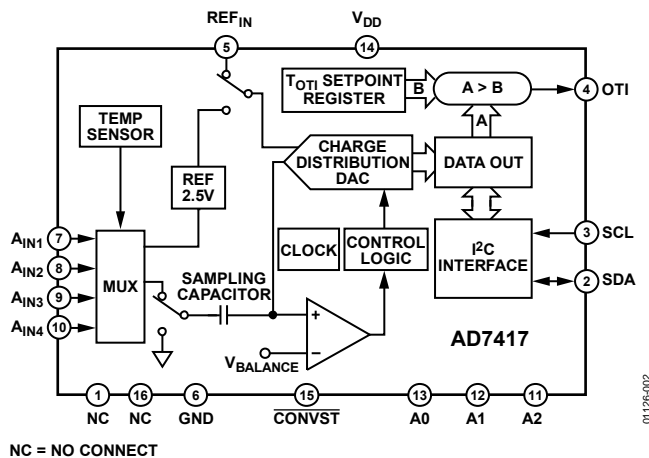 REFIN
VDD
5
14
TOTI SETPOINT
REGISTER
B
A > B
4
OTI
A
TEMP
SENSOR
CHARGE
DISTRIBUTION
DAC
DATA OUT
REF
2.5V
AIN1
7
AIN2
8
AIN3
9
AIN4
10
MUX
CLOCK
CONTROL
LOGIC
I2C
INTERFACE
3
SCL
2
SDA
SAMPLING
CAPACITOR
+
−
VBALANCE
AD7417
1
16
6
15
13
12
11
NC
NC
GND
CONVST
A0
A1
A2
01126-002
NC = NO CONNECT